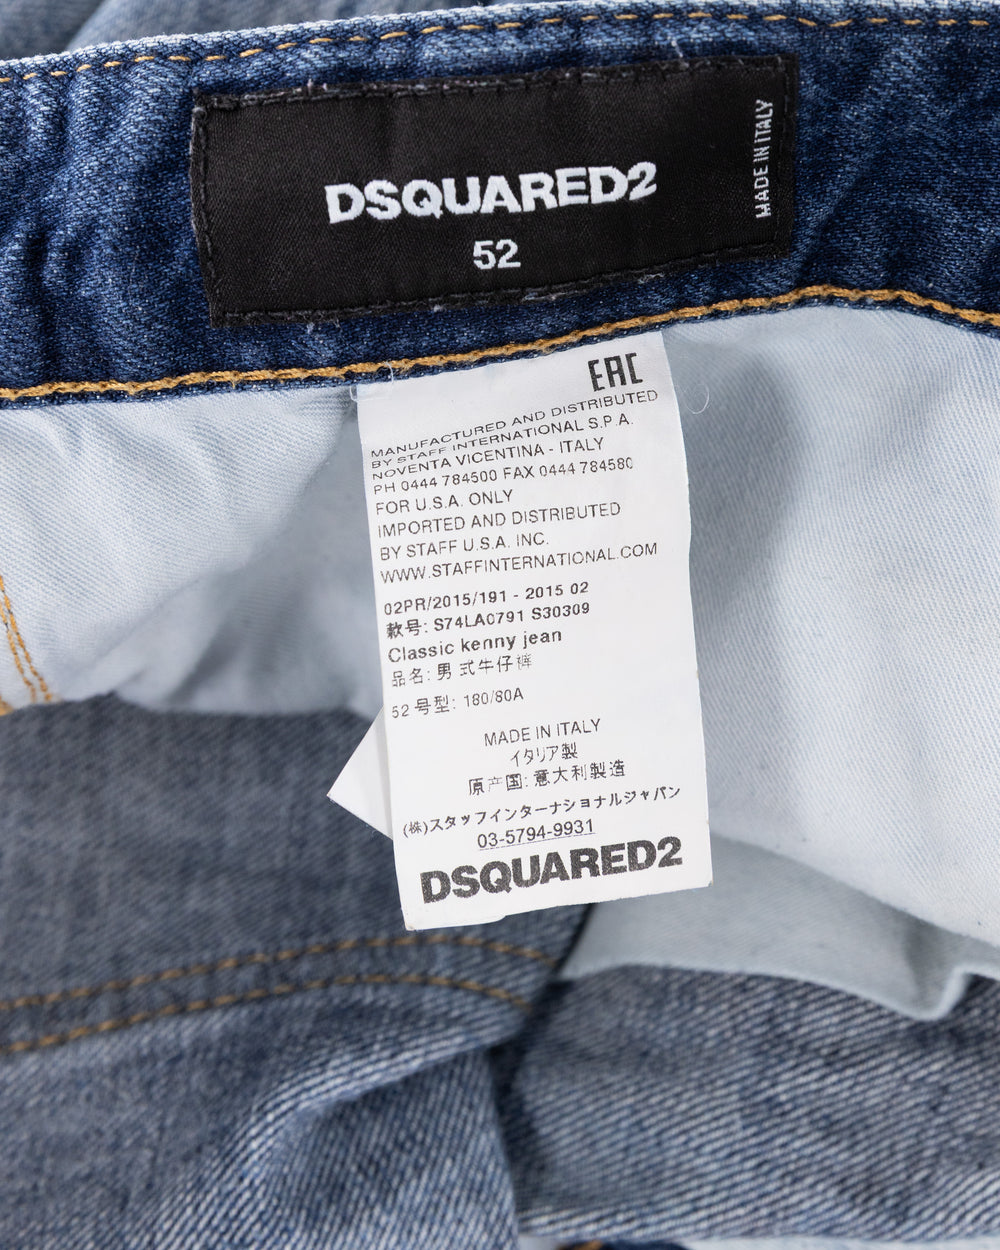 DSQUARED2
52
MADE IN ITALY
EAC
MANUFACTURED AND DISTRIBUTED
BY STAFF INTERNATIONAL S.P.A.
NOVENTA VICENTINA - ITALY
PH 0444 784500 FAX 0444 784580
FOR U.S.A. ONLY
IMPORTED AND DISTRIBUTED
BY STAFF U.S.A. INC.
WWW.STAFFINTERNATIONAL.COM
02PR/2015/191 - 2015 02
款号: S74LA0791 S30309
Classic kenny jean
品名: 男式牛仔裤
52 号型: 180/80A
MADE IN ITALY
イタリア製
原产国: 意大利製造
(株)スタッフインターナショナルジャパン
03-5794-9931
DSQUARED2